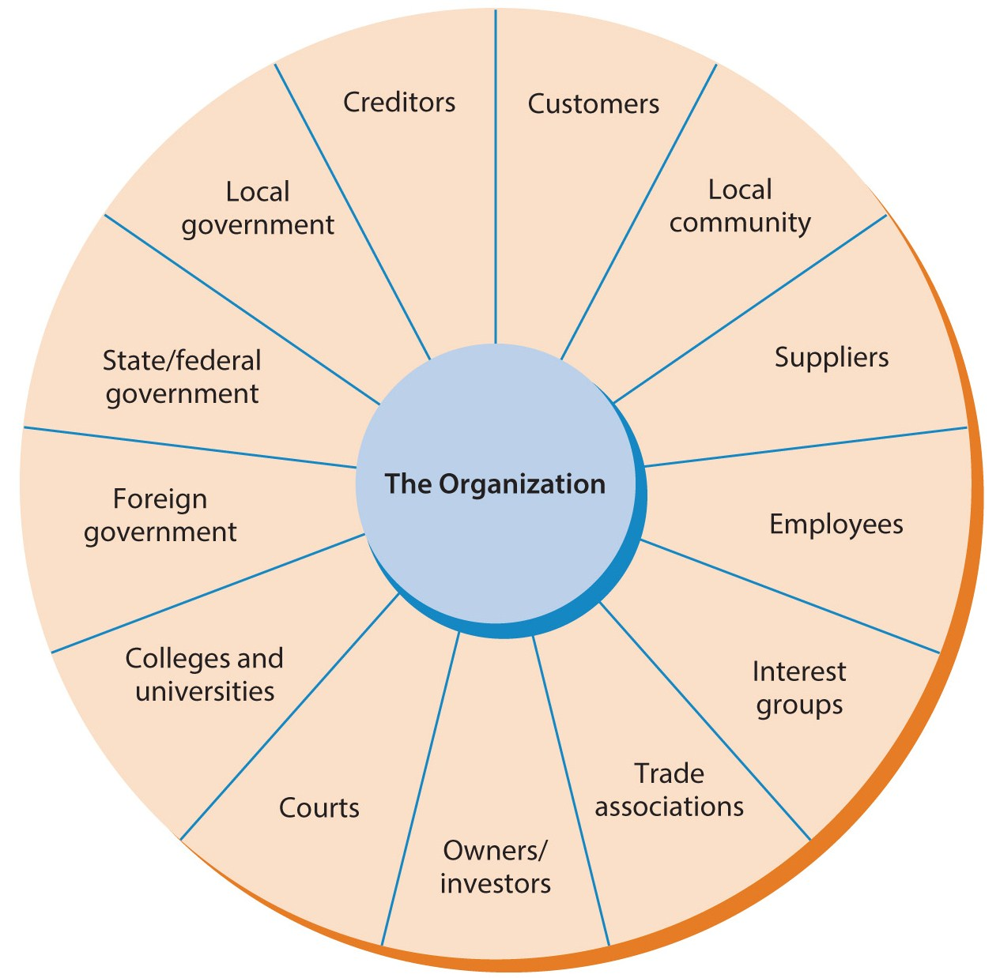 Creditors
Customers
Local
community
Suppliers
Employees
Interest
groups
Trade
associations
Owners/
investors
Courts
Colleges and
universities
Foreign
government
State/federal
government
Local
government
The Organization